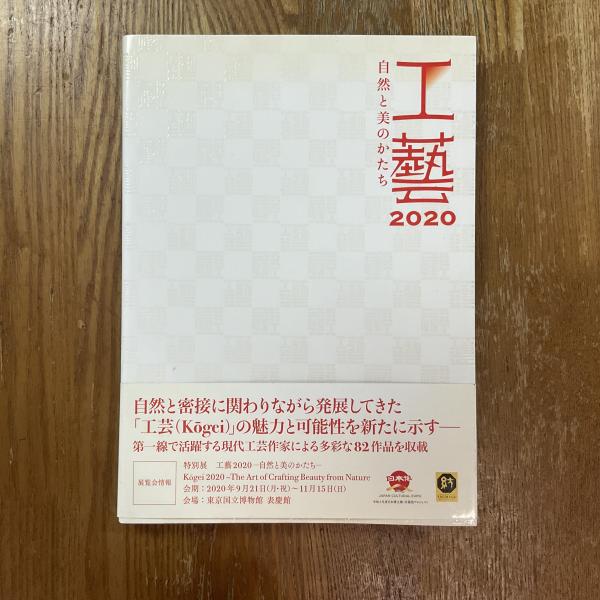 工藝
2020
自然と美のかたち
自然と密接に関わりながら発展してきた
「工芸(Kōgei)」の魅力と可能性を新たに示す—
第一線で活躍する現代工芸作家による多彩な82作品を収載
展覧会情報
特別展 工藝2020–自然と美のかたち–
Kōgei 2020 –The Art of Crafting Beauty from Nature
会期:2020年9月21日(月・祝)~11月15日(日)
会場:東京国立博物館 表慶館
日本博
JAPAN CULTURAL EXPO
紡